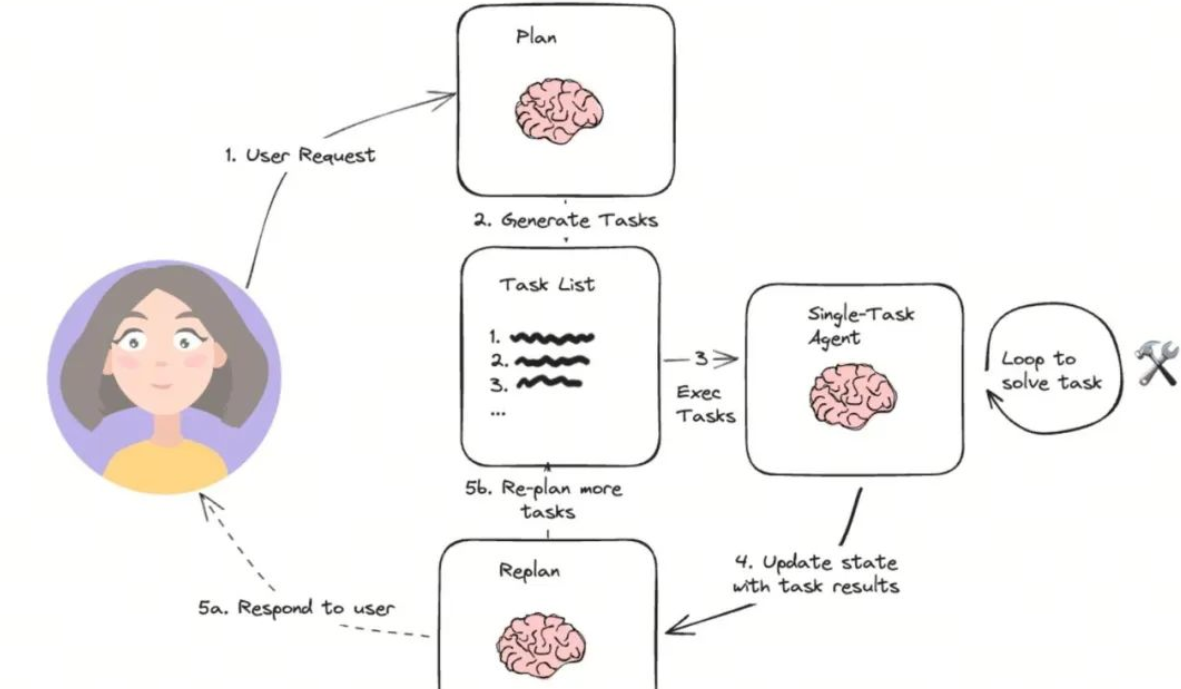 Plan
1. User Request
2. Generate Tasks
Task List
1.
2.
3.
...
3
Exec
Tasks
Single-Task
Agent
Loop to
solve task
4. Update state
with task results
5b. Re-plan more
tasks
Replan
5a. Respond to user